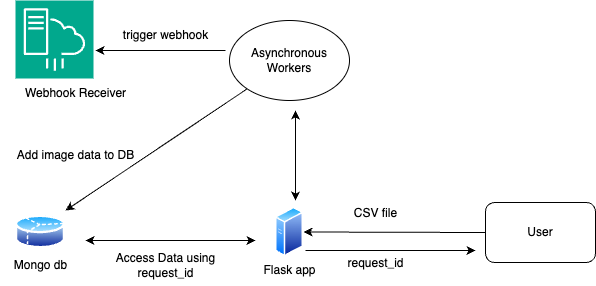 trigger webhook
Asynchronous
Workers
Webhook Receiver
Add image data to DB
CSV file
User
Mongo db
Access Data using
request_id
Flask app
request_id